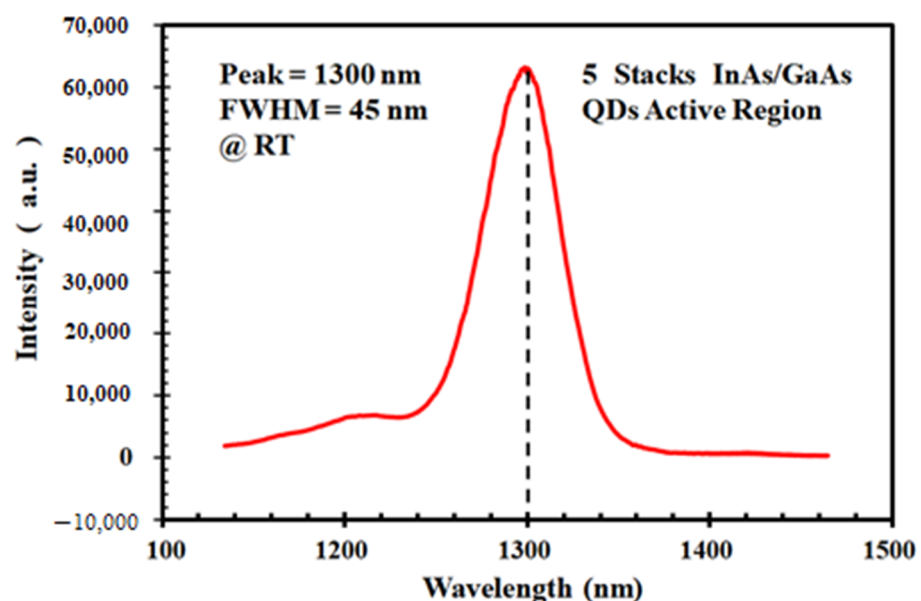 70,000
60,000
50,000
40,000
30,000
20,000
10,000
0
−10,000
Intensity ( a.u. )
Peak = 1300 nm
FWHM = 45 nm
@ RT
5 Stacks InAs/GaAs
QDs Active Region
100 1200 1300 1400 1500
Wavelength (nm)